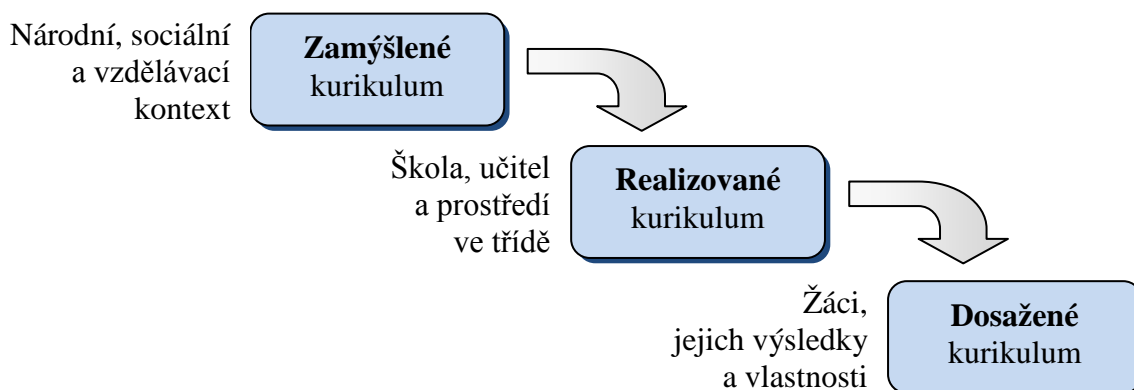 Národní, sociální
a vzdělávací
kontext
Zamýšlené
kurikulum
Škola, učitel
a prostředí
ve třídě
Realizované
kurikulum
Žáci,
jejich výsledky
a vlastnosti
Dosažené
kurikulum